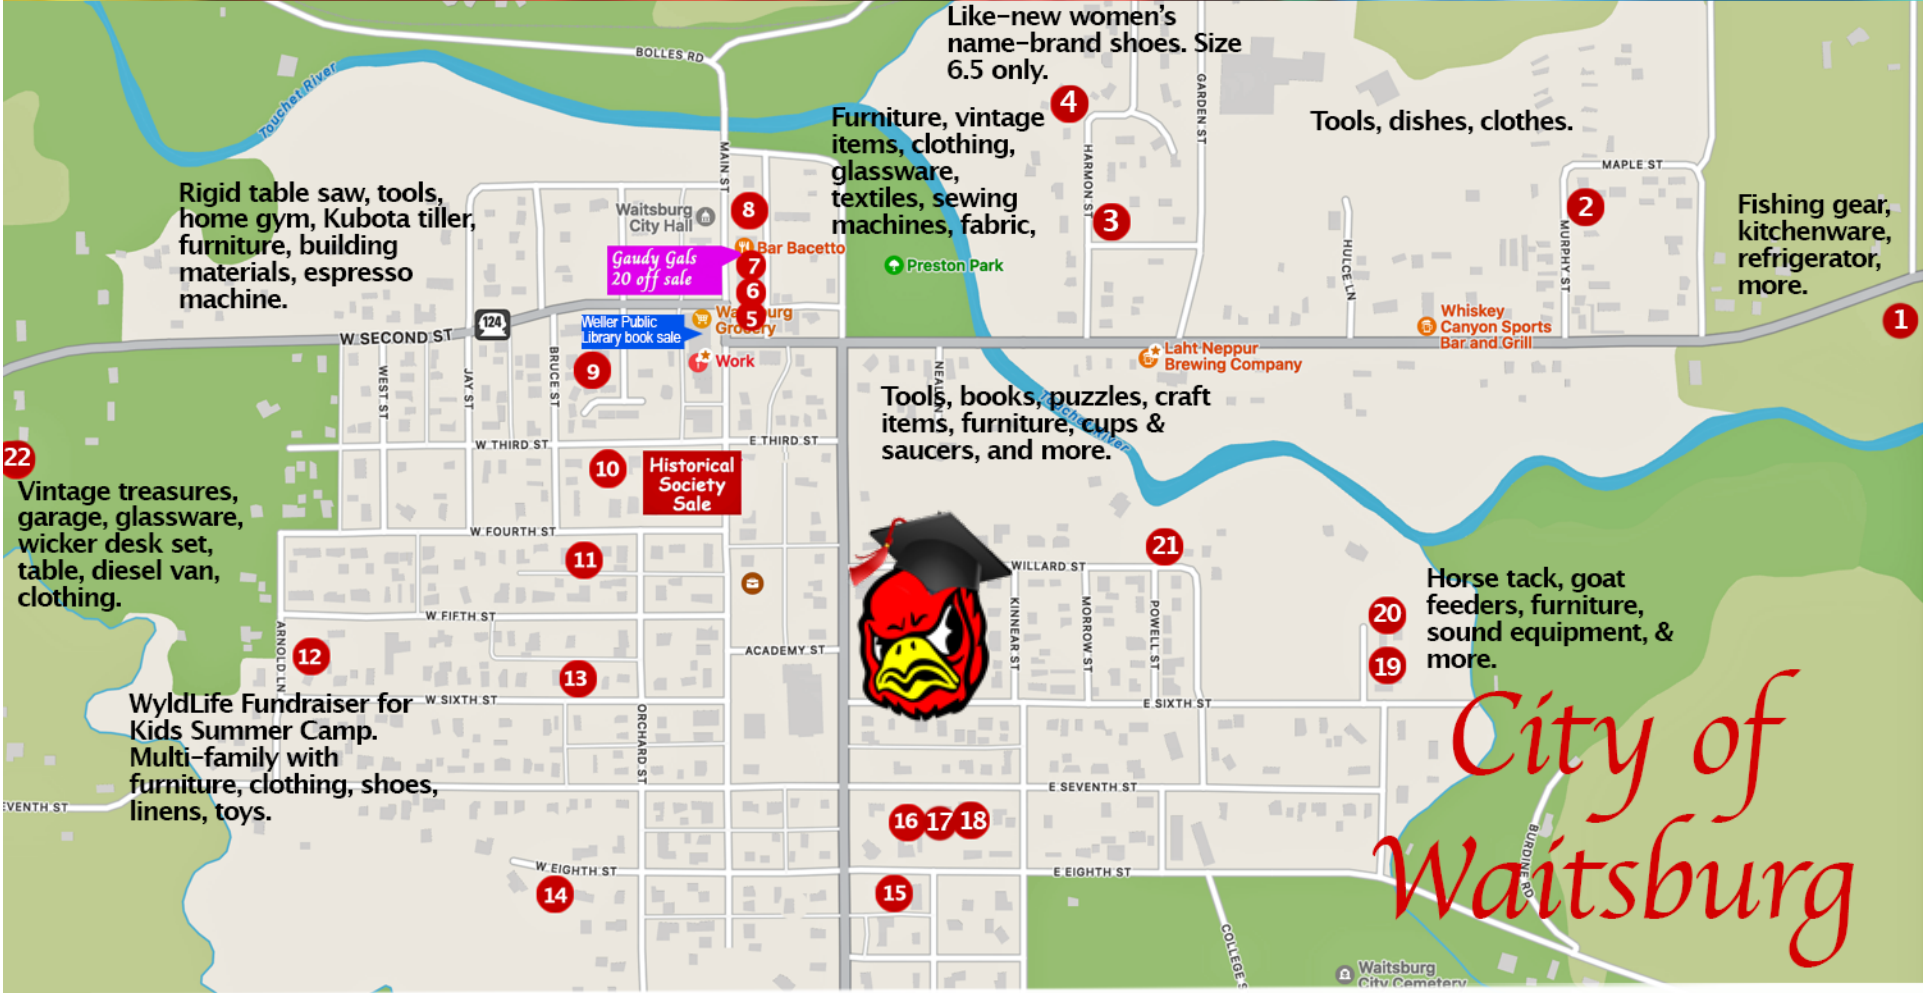 Like-new women's
name-brand shoes. Size
6.5 only.
BOLLES RD
Touchet River
4
GARDEN ST
Furniture, vintage
items, clothing,
glassware,
textiles, sewing
machines, fabric,
Tools, dishes, clothes.
MAIN ST
HARMON ST
MAPLE ST
Rigid table saw, tools,
home gym, Kubota tiller,
furniture, building
materials, espresso
machine.
Waitsburg
City Hall
8
3
2
Fishing gear,
kitchenware,
refrigerator,
more.
MURPHY ST
HULCE LN
Bar Bacetto
Gaudy Gals
20 off sale
7
Preston Park
6
5
Grocery
1
124
W SECOND ST
Weller Public
Library book sale
Whiskey
Canyon Sports
Bar and Grill
Laht Neppur
Brewing Company
Work
9
WEST ST
JAY ST
BRUCE ST
Tools, books, puzzles, craft
items, furniture, cups &
saucers, and more.
Touchet River
W THIRD ST
E THIRD ST
22
10
Historical
Society
Sale
Vintage treasures,
garage, glassware,
wicker desk set,
table, diesel van,
clothing.
W FOURTH ST
11
21
WILLARD ST
Horse tack, goat
feeders, furniture,
sound equipment, &
more.
20
19
W FIFTH ST
KINNEAR ST
MORROW ST
POWELL ST
ARNOLD LN
12
13
ACADEMY ST
W SIXTH ST
E SIXTH ST
WyldLife Fundraiser for
Kids Summer Camp.
Multi-family with
furniture, clothing, shoes,
linens, toys.
ORCHARD ST
City of
Waitsburg
EVENTH ST
E SEVENTH ST
16
17
18
BURDINE RD
W EIGHTH ST
E EIGHTH ST
14
15
COLLEGE S
Waitsburg
City Cemetery